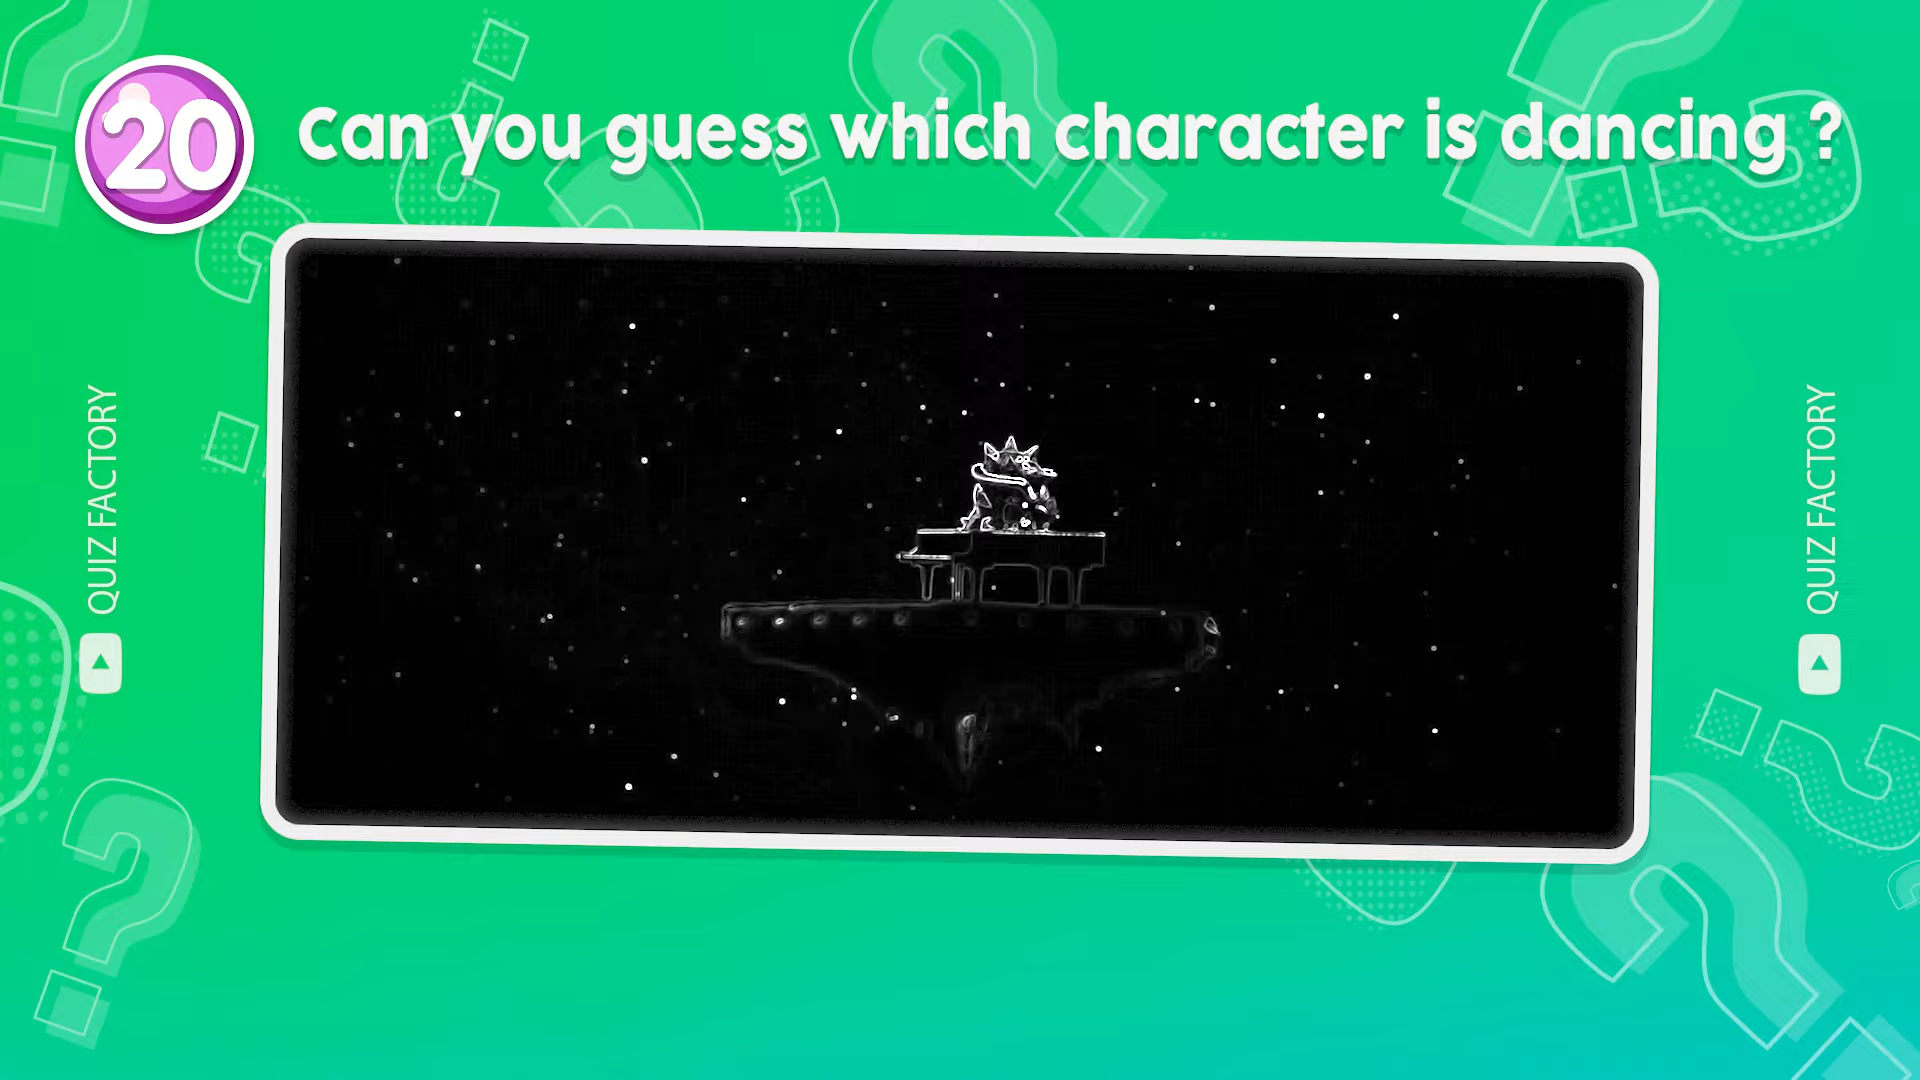 20
Can you guess which character is dancing ?
QUIZ FACTORY
QUIZ FACTORY